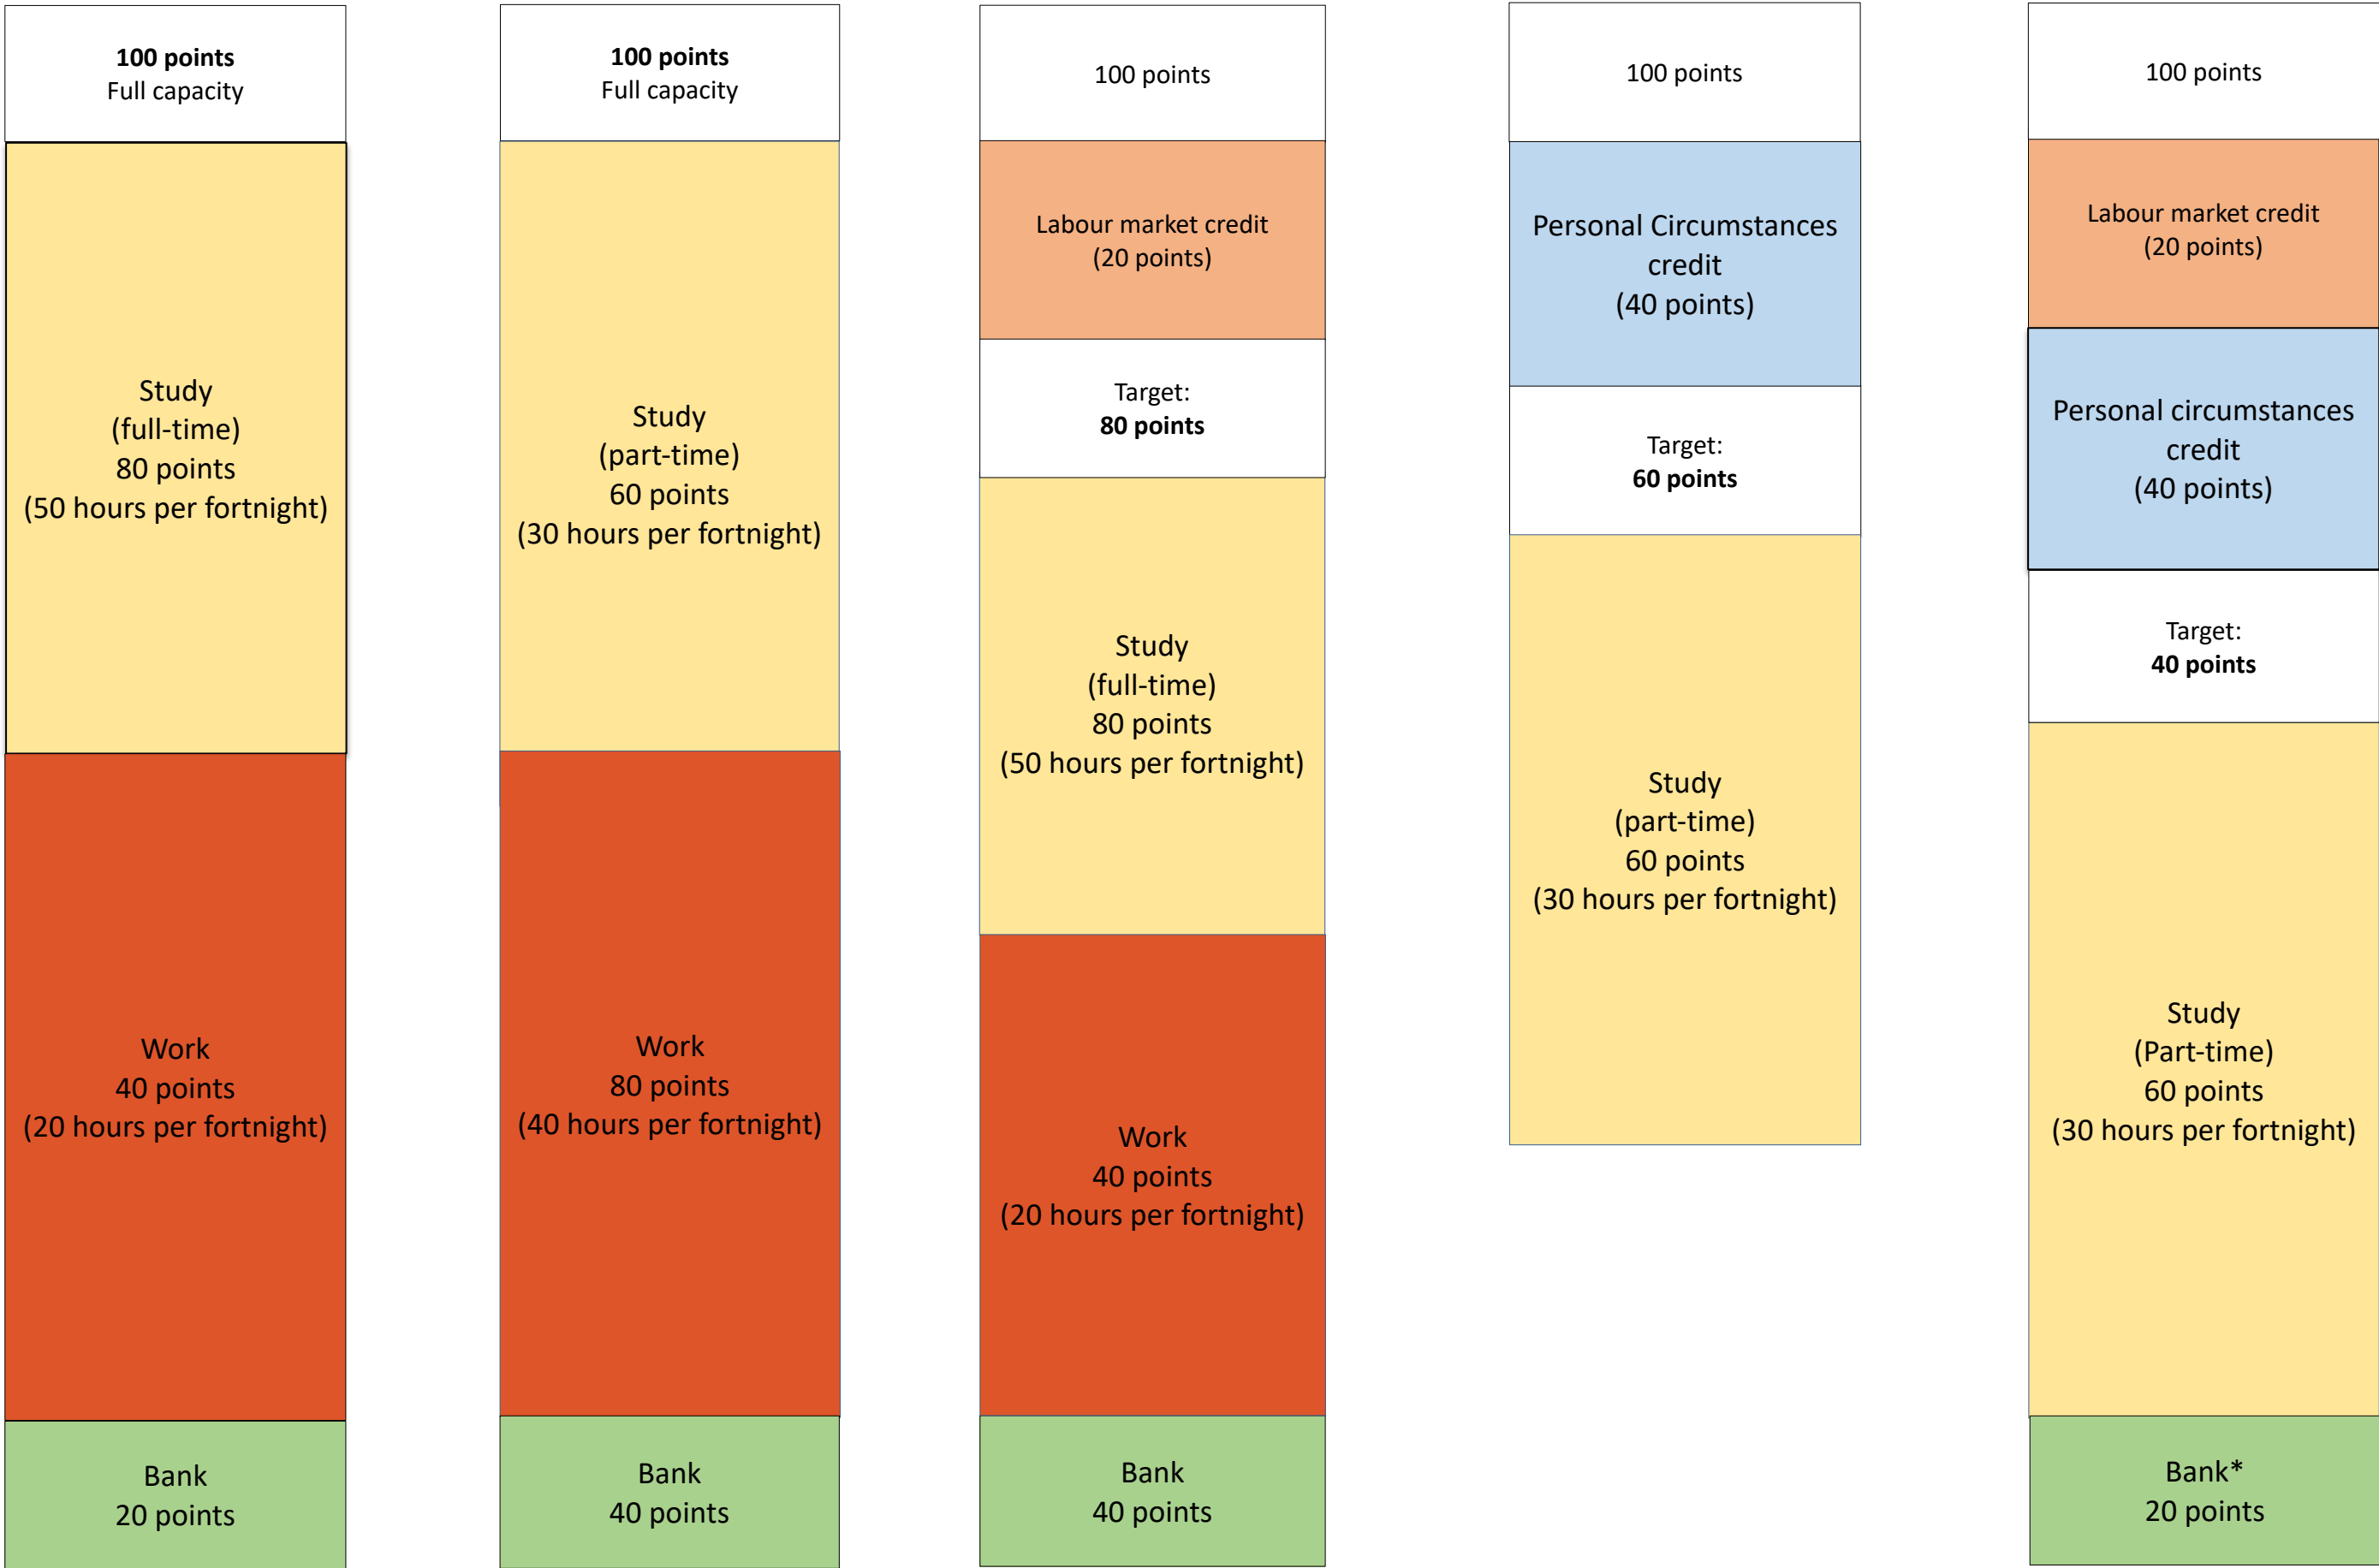 100 points
Full capacity
Study
(full-time)
80 points
(50 hours per fortnight)
Work
40 points
(20 hours per fortnight)
Bank
20 points
100 points
Full capacity
Study
(part-time)
60 points
(30 hours per fortnight)
Work
80 points
(40 hours per fortnight)
Bank
40 points
100 points
Labour market credit
(20 points)
Target:
80 points
Study
(full-time)
80 points
(50 hours per fortnight)
Work
40 points
(20 hours per fortnight)
Bank
40 points
100 points
Personal Circumstances
credit
(40 points)
Target:
60 points
Study
(part-time)
60 points
(30 hours per fortnight)
100 points
Labour market credit
(20 points)
Personal circumstances
credit
(40 points)
Target:
40 points
Study
(Part-time)
60 points
(30 hours per fortnight)
Bank*
20 points